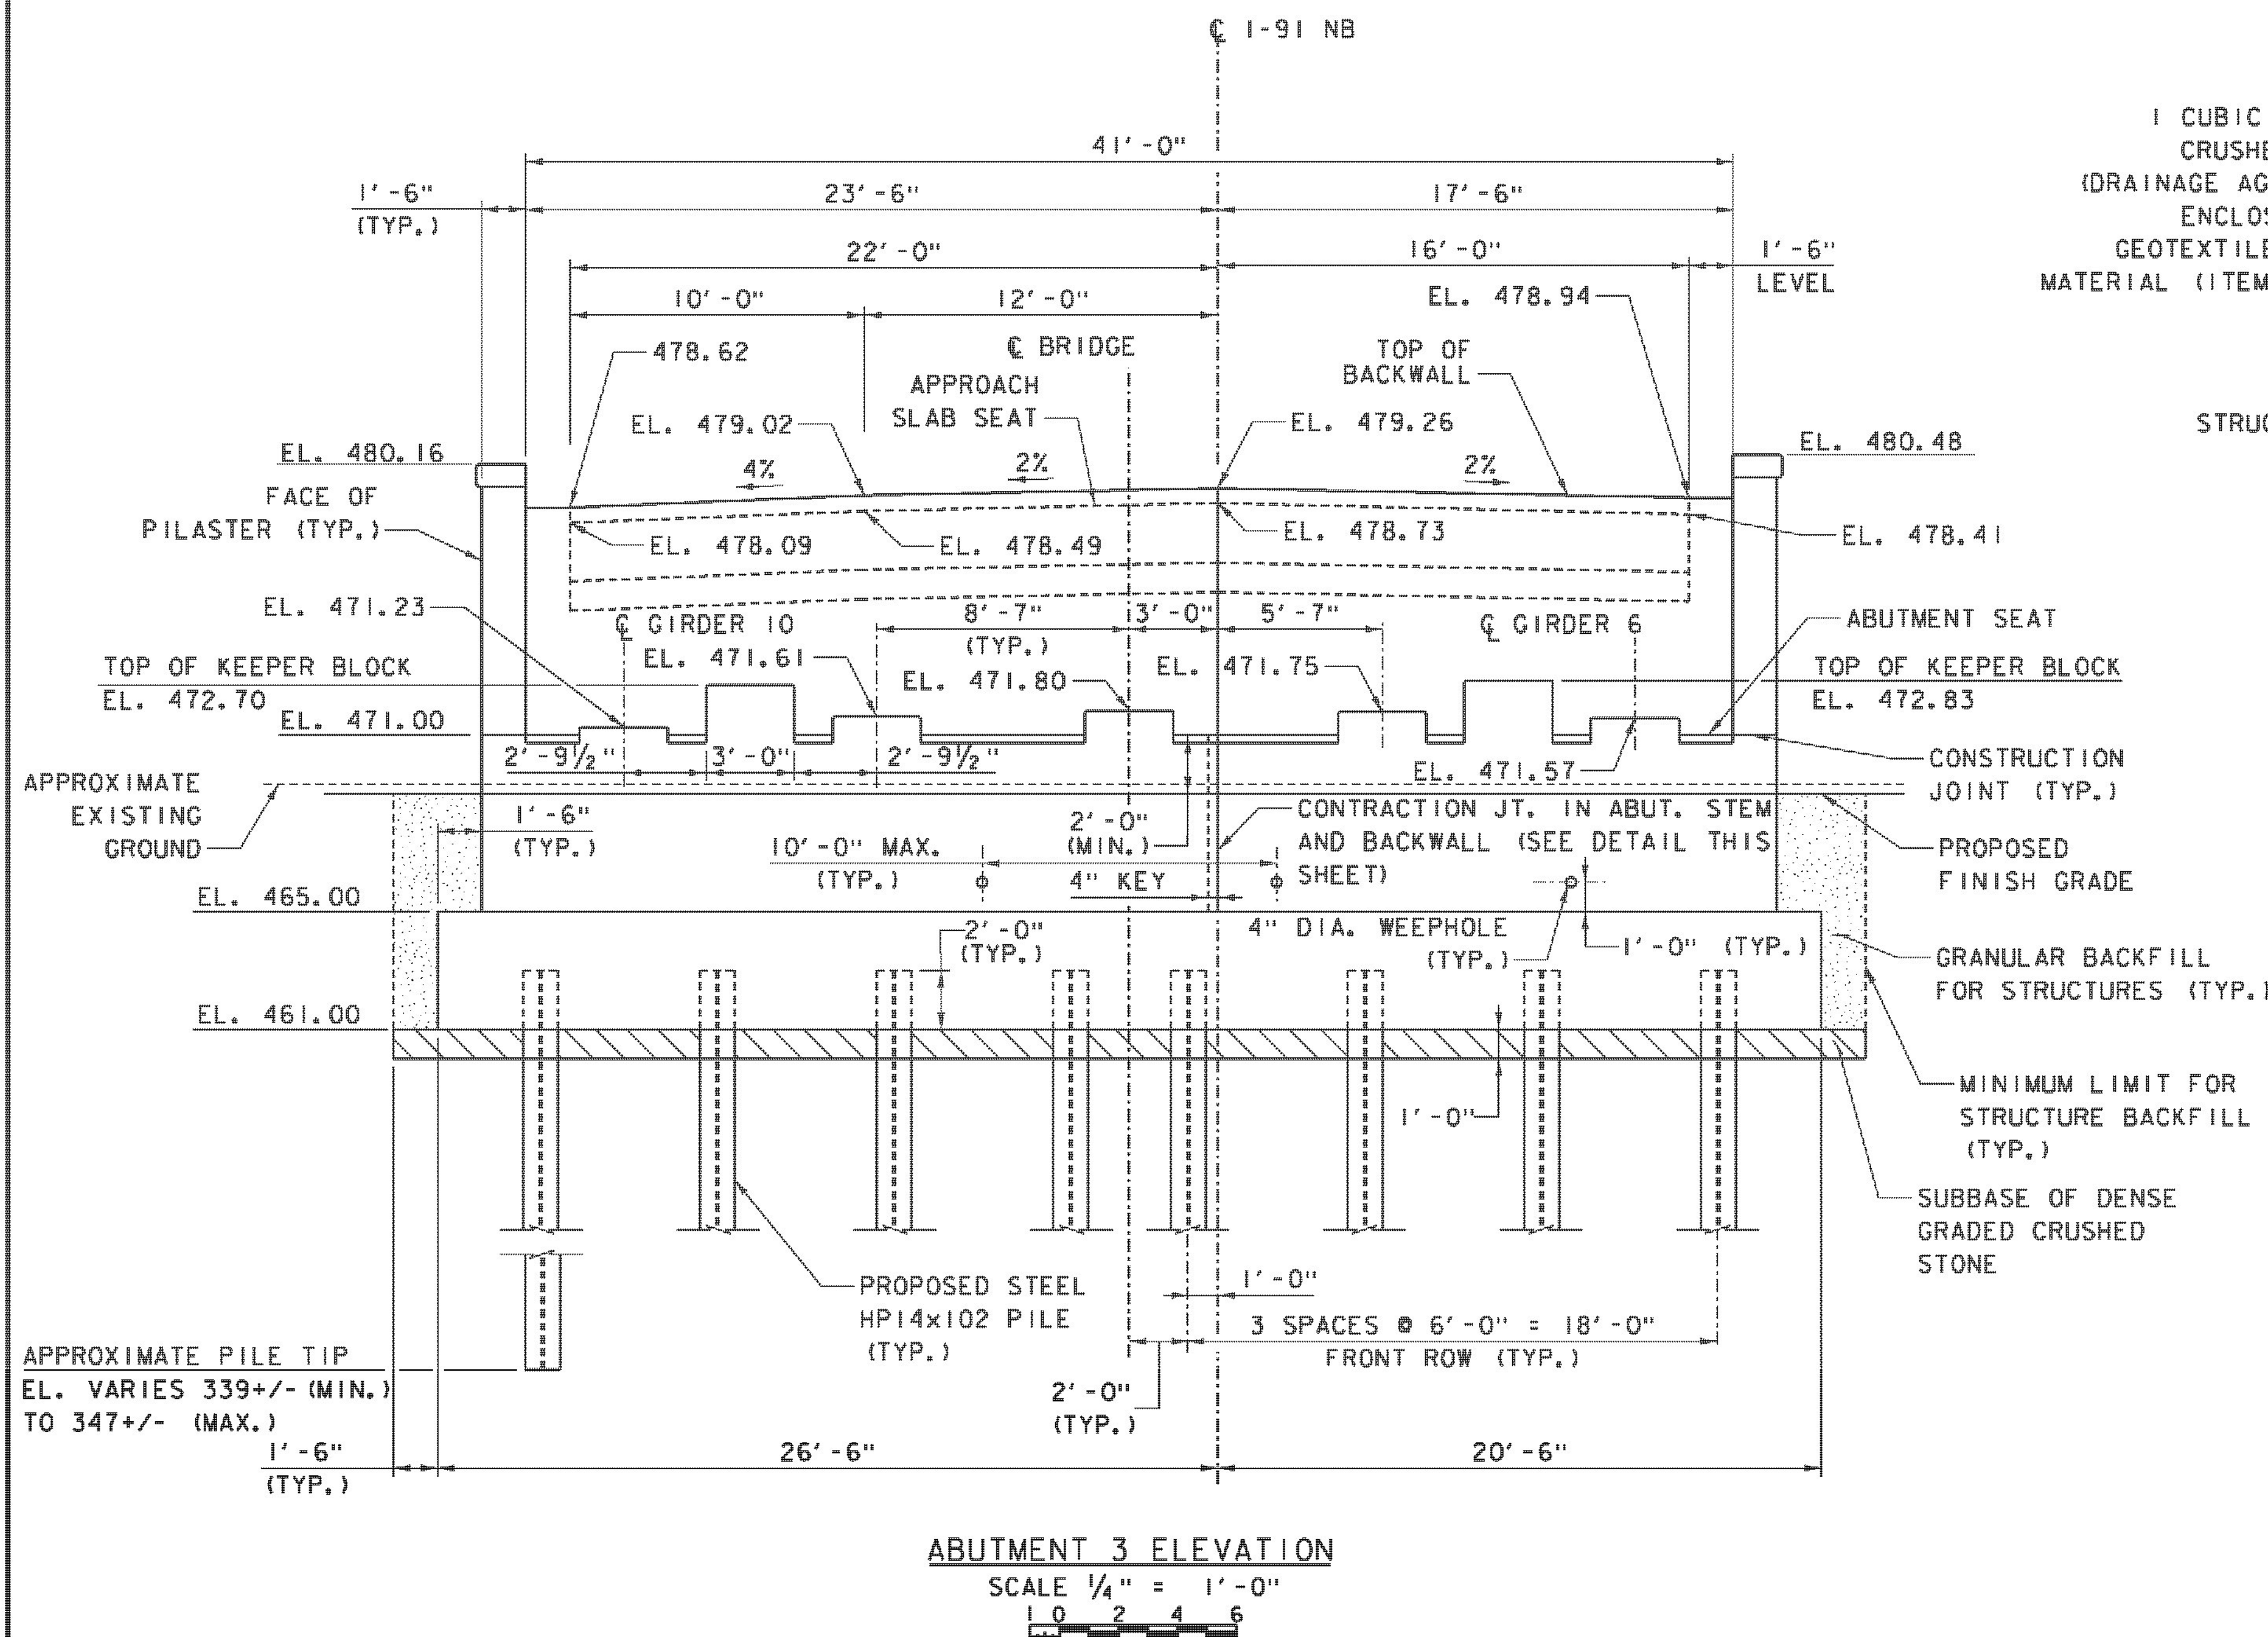 ℄ I-91 NB
41'-0"
1'-6"
(TYP.)
23'-6"
17'-6"
22'-0"
16'-0"
1'-6"
LEVEL
10'-0"
12'-0"
EL. 478.94
478.62
℄ BRIDGE
TOP OF
BACKWALL
APPROACH
SLAB SEAT
EL. 479.02
EL. 479.26
EL. 480.16
EL. 480.48
4%
2%
2%
FACE OF
PILASTER (TYP.)
EL. 478.09
EL. 478.49
EL. 478.73
EL. 478.41
EL. 471.23
℄ GIRDER 10
8'-7"
(TYP.)
3'-0"
5'-7"
℄ GIRDER 6
ABUTMENT SEAT
TOP OF KEEPER BLOCK
EL. 472.70
EL. 471.61
EL. 471.80
EL. 471.75
TOP OF KEEPER BLOCK
EL. 472.83
EL. 471.00
2'-9½"
3'-0"
2'-9½"
EL. 471.57
CONSTRUCTION
JOINT (TYP.)
APPROXIMATE
EXISTING
GROUND
1'-6"
(TYP.)
10'-0" MAX.
(TYP.)
2'-0"
(MIN.)
4" KEY
CONTRACTION JT. IN ABUT. STEM
AND BACKWALL (SEE DETAIL THIS
SHEET)
PROPOSED
FINISH GRADE
EL. 465.00
2'-0"
(TYP.)
4" DIA. WEEPHOLE
(TYP.)
1'-0" (TYP.)
GRANULAR BACKFILL
FOR STRUCTURES (TYP.)
EL. 461.00
1'-0"
MINIMUM LIMIT FOR
STRUCTURE BACKFILL
(TYP.)
SUBBASE OF DENSE
GRADED CRUSHED
STONE
PROPOSED STEEL
HP14x102 PILE
(TYP.)
1'-0"
3 SPACES @ 6'-0" = 18'-0"
FRONT ROW (TYP.)
2'-0"
(TYP.)
APPROXIMATE PILE TIP
EL. VARIES 339+/- (MIN.)
TO 347+/- (MAX.)
1'-6"
(TYP.)
26'-6"
20'-6"
ABUTMENT 3 ELEVATION
SCALE ¼" = 1'-0"
1 0 2 4 6
1 CUBIC
CRUSHE
(DRAINAGE AG
ENCLOS
GEOTEXTILE
MATERIAL (ITEM
STRUC